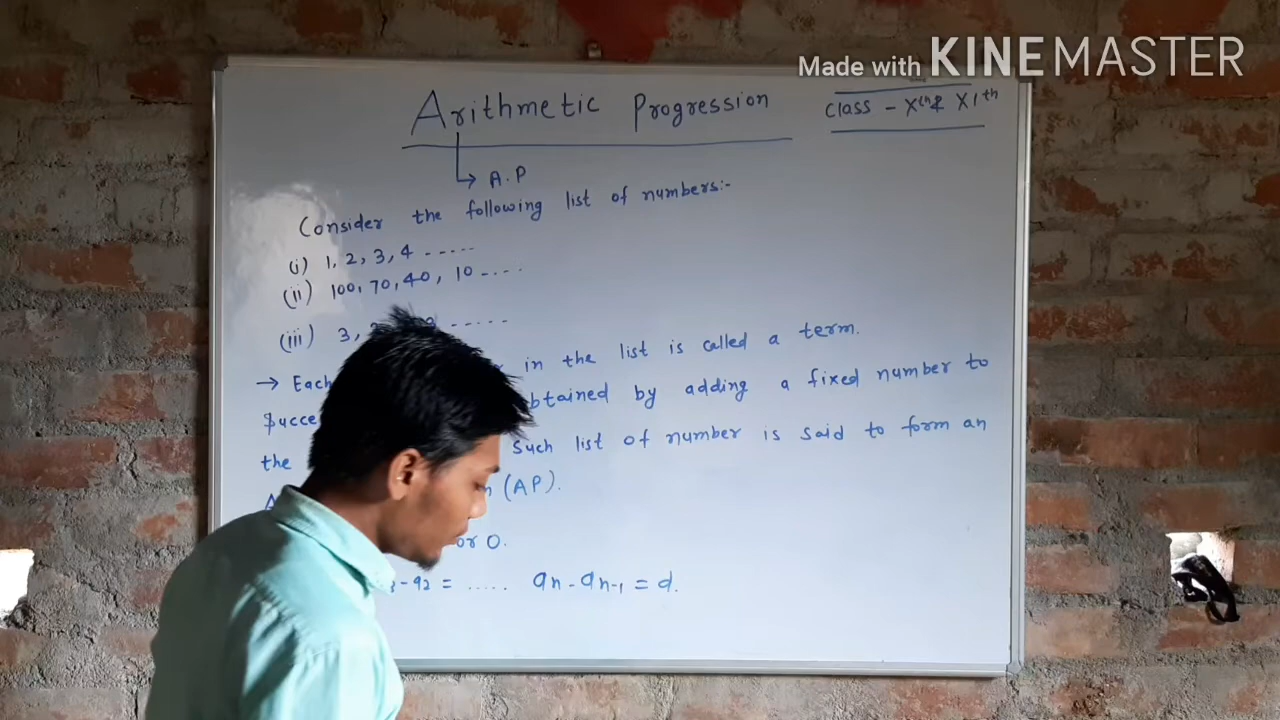 Made with KINEMASTER
Arithmetic Progression
Class - Xth & XIth
A.P
Consider the following list of numbers:-
(i) 1, 2, 3, 4 ......
(ii) 100, 70, 40, 10 .....
(iii) 3, ......
→ Each in the list is called a term.
by adding a fixed number to
the Such list of number is said to form an
(AP).
or 0.
- a2 = ..... an - an-1 = d.